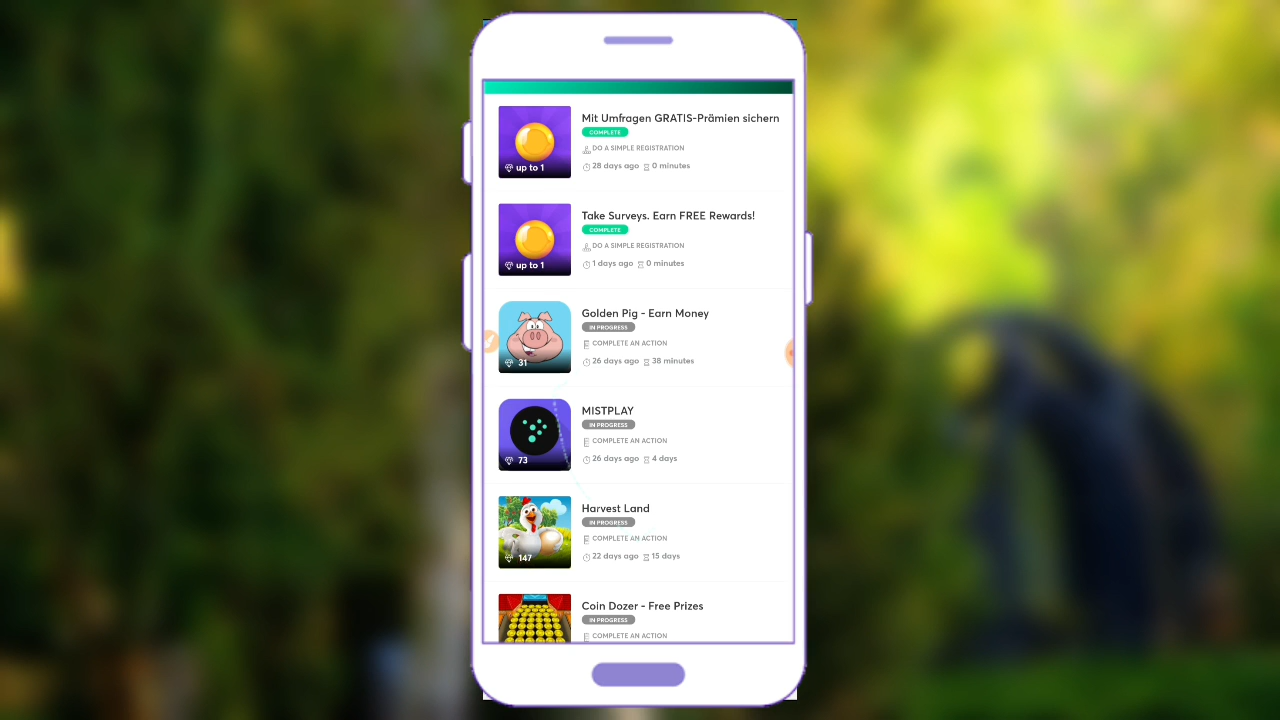 Mit Umfragen GRATIS-Prämien sichern
COMPLETE
DO A SIMPLE REGISTRATION
up to 1
28 days ago 0 minutes
Take Surveys. Earn FREE Rewards!
COMPLETE
DO A SIMPLE REGISTRATION
up to 1
1 days ago 0 minutes
Golden Pig - Earn Money
IN PROGRESS
COMPLETE AN ACTION
31
26 days ago 38 minutes
MISTPLAY
IN PROGRESS
COMPLETE AN ACTION
73
26 days ago 4 days
Harvest Land
IN PROGRESS
COMPLETE AN ACTION
147
22 days ago 15 days
Coin Dozer - Free Prizes
IN PROGRESS
COMPLETE AN ACTION